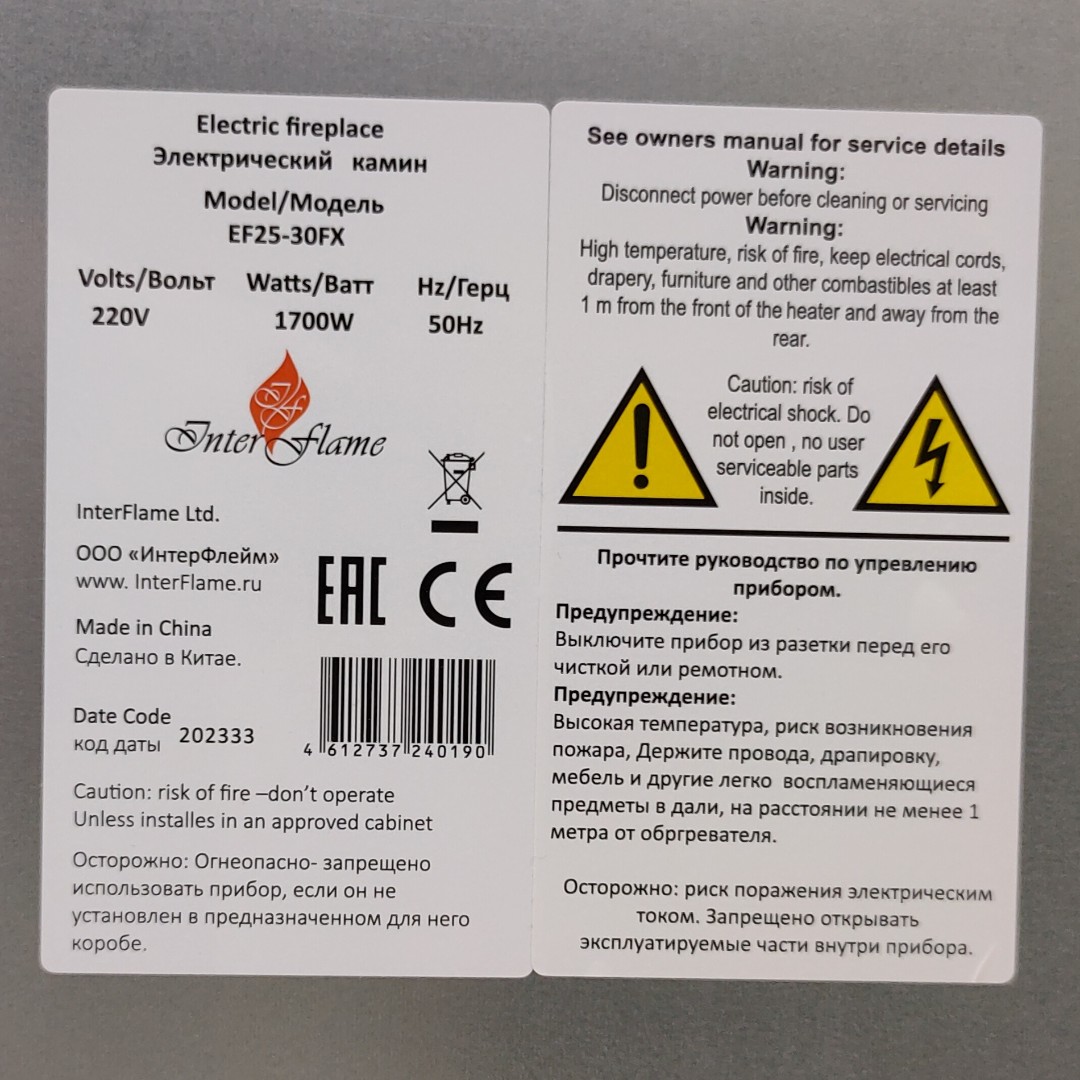 Electric fireplace
Электрический камин
Model/Модель
EF25-30FX
Volts/Вольт Watts/Ватт Hz/Герц
220V 1700W 50Hz
InterFlame
InterFlame Ltd.
ООО «ИнтерФлейм»
www. InterFlame.ru
EAC CE
Made in China
Сделано в Китае.
Date Code
код даты 202333
4 612737 240190
Caution: risk of fire –don't operate
Unless installes in an approved cabinet
Осторожно: Огнеопасно- запрещено
использовать прибор, если он не
установлен в предназначенном для него
коробе.
See owners manual for service details
Warning:
Disconnect power before cleaning or servicing
Warning:
High temperature, risk of fire, keep electrical cords,
drapery, furniture and other combastibles at least
1 m from the front of the heater and away from the
rear.
Caution: risk of
electrical shock. Do
not open , no user
serviceable parts
inside.
Прочтите руководство по упревлению
прибором.
Предупреждение:
Выключите прибор из разетки перед его
чисткой или ремотном.
Предупреждение:
Высокая температура, риск возникновения
пожара, Держите провода, драпировку,
мебель и другие легко воспламеняющиеся
предметы в дали, на расстоянии не менее 1
метра от обргревателя.
Осторожно: риск поражения электрическим
током. Запрещено открывать
эксплуатируемые части внутри прибора.